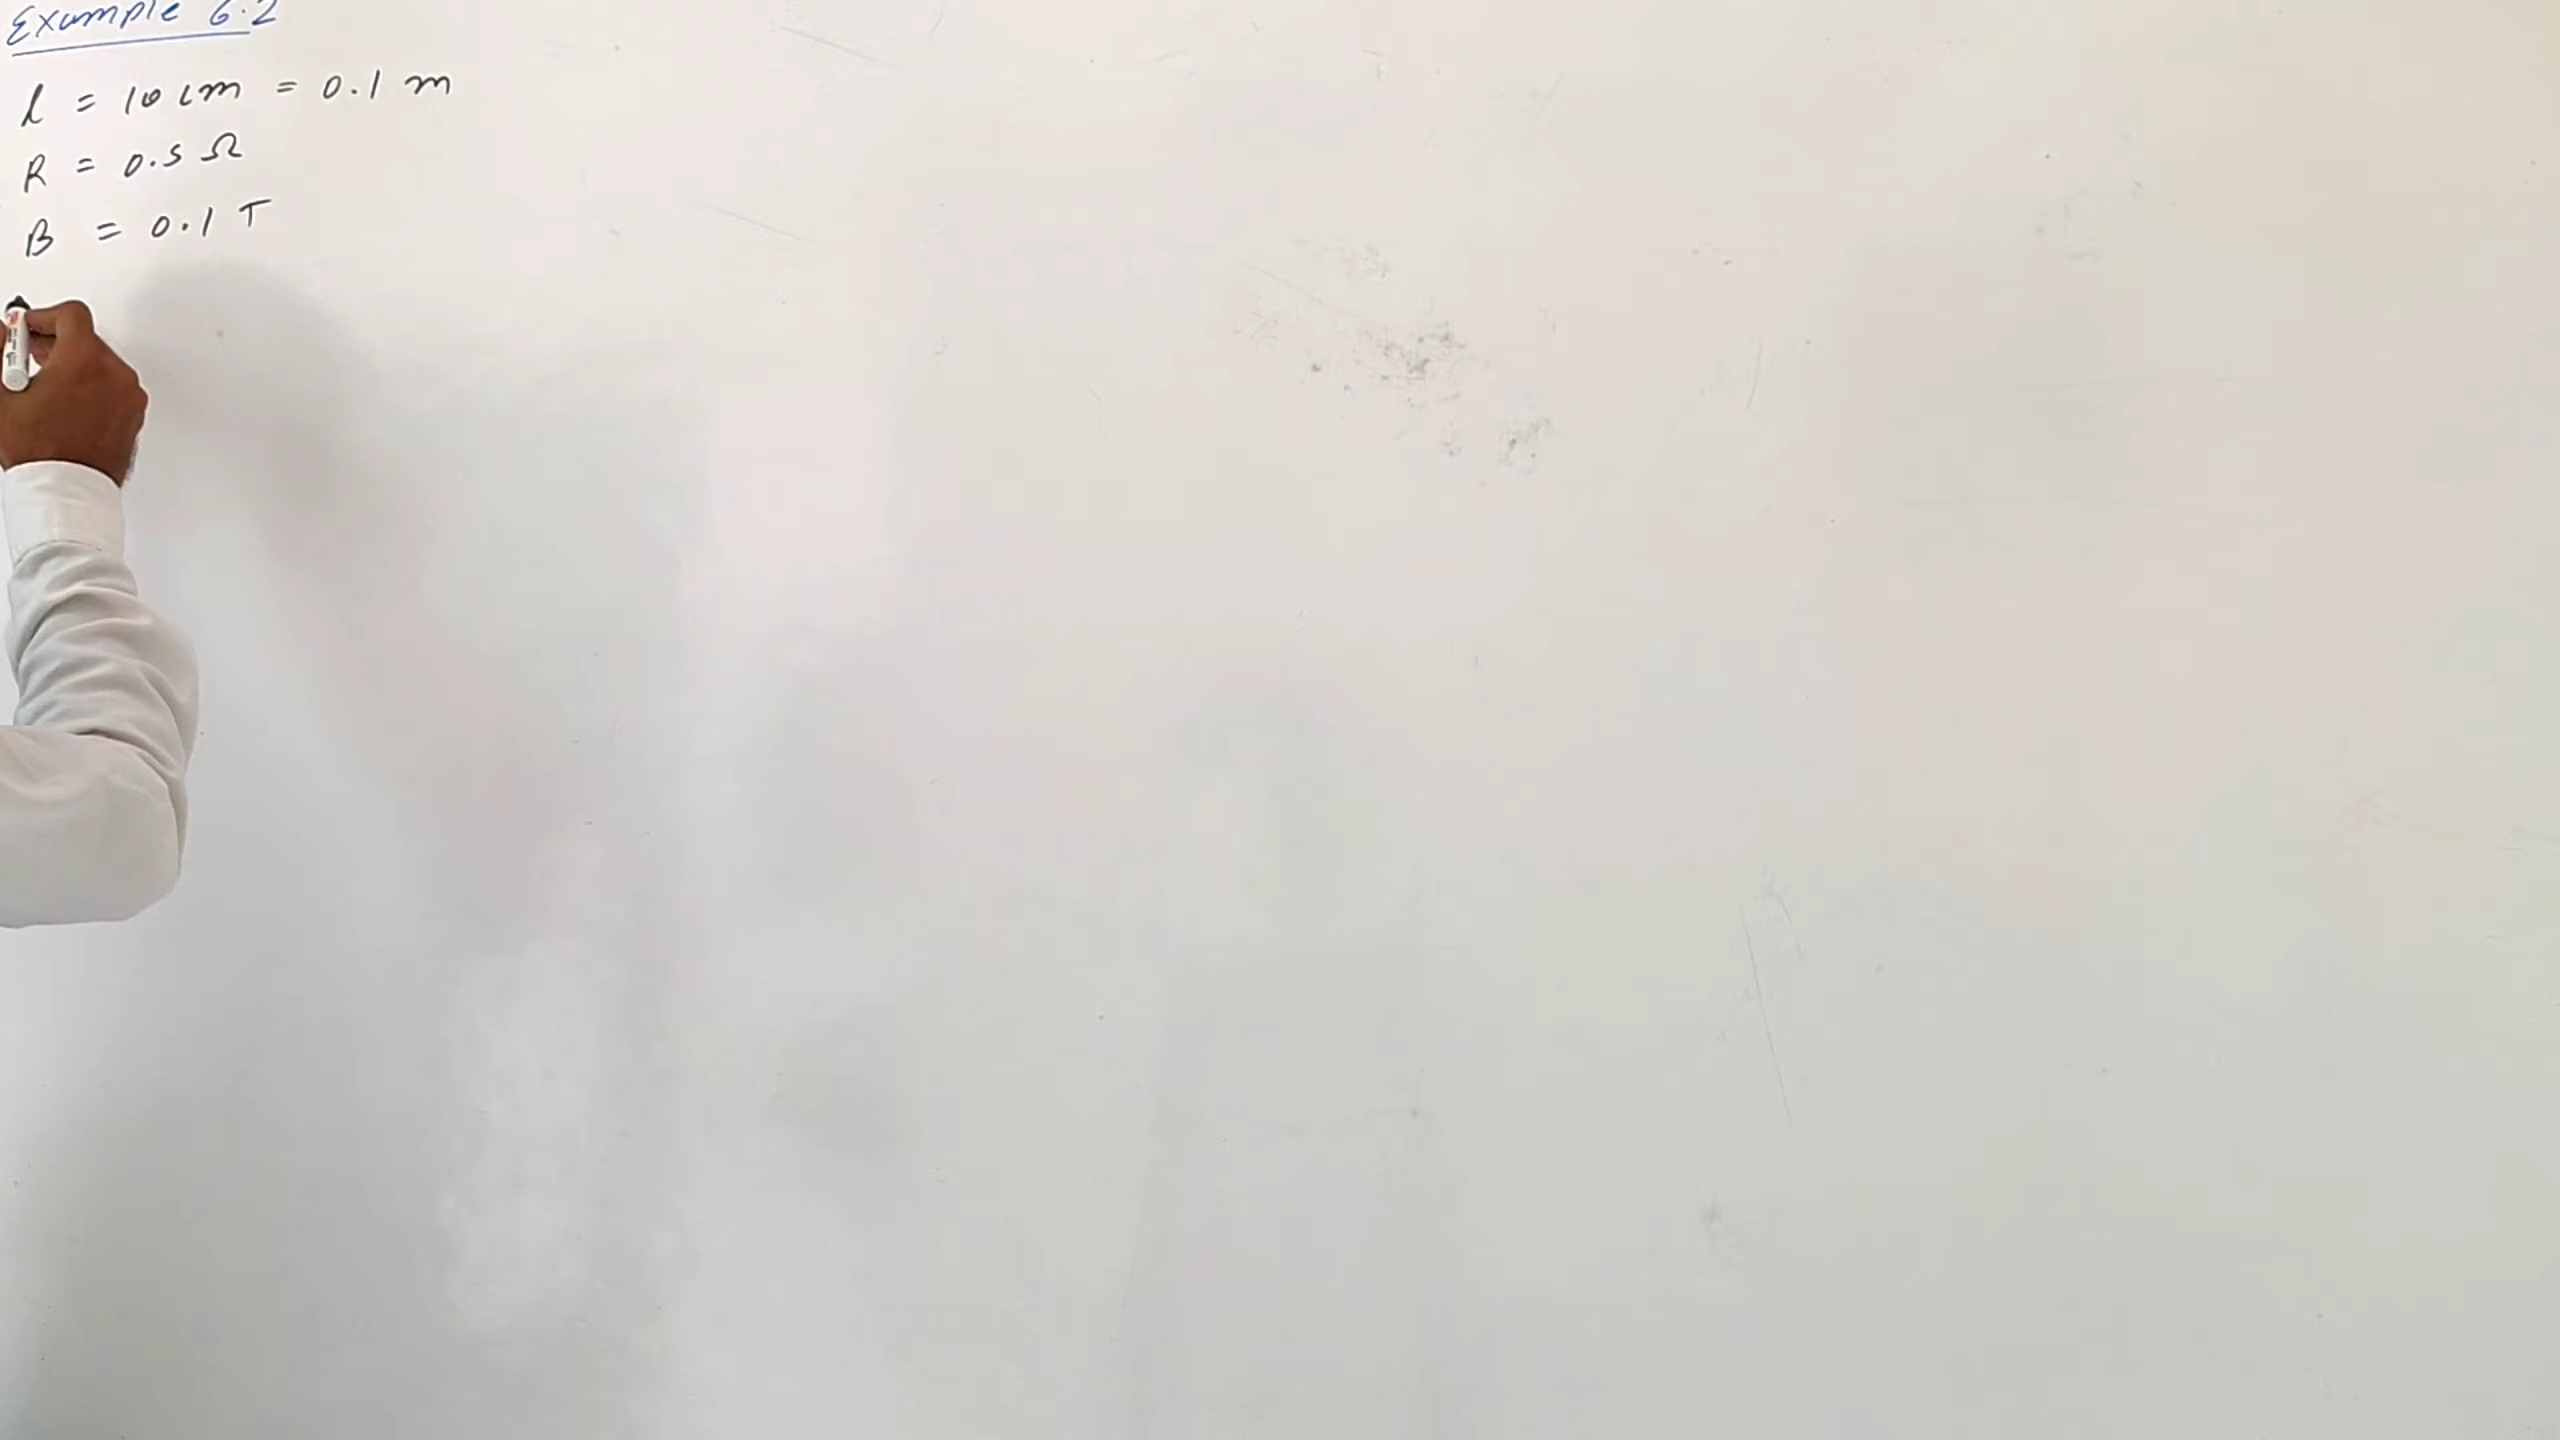 Example 6.2
l = 10 cm = 0.1 m
R = 0.5 Ω
B = 0.1 T